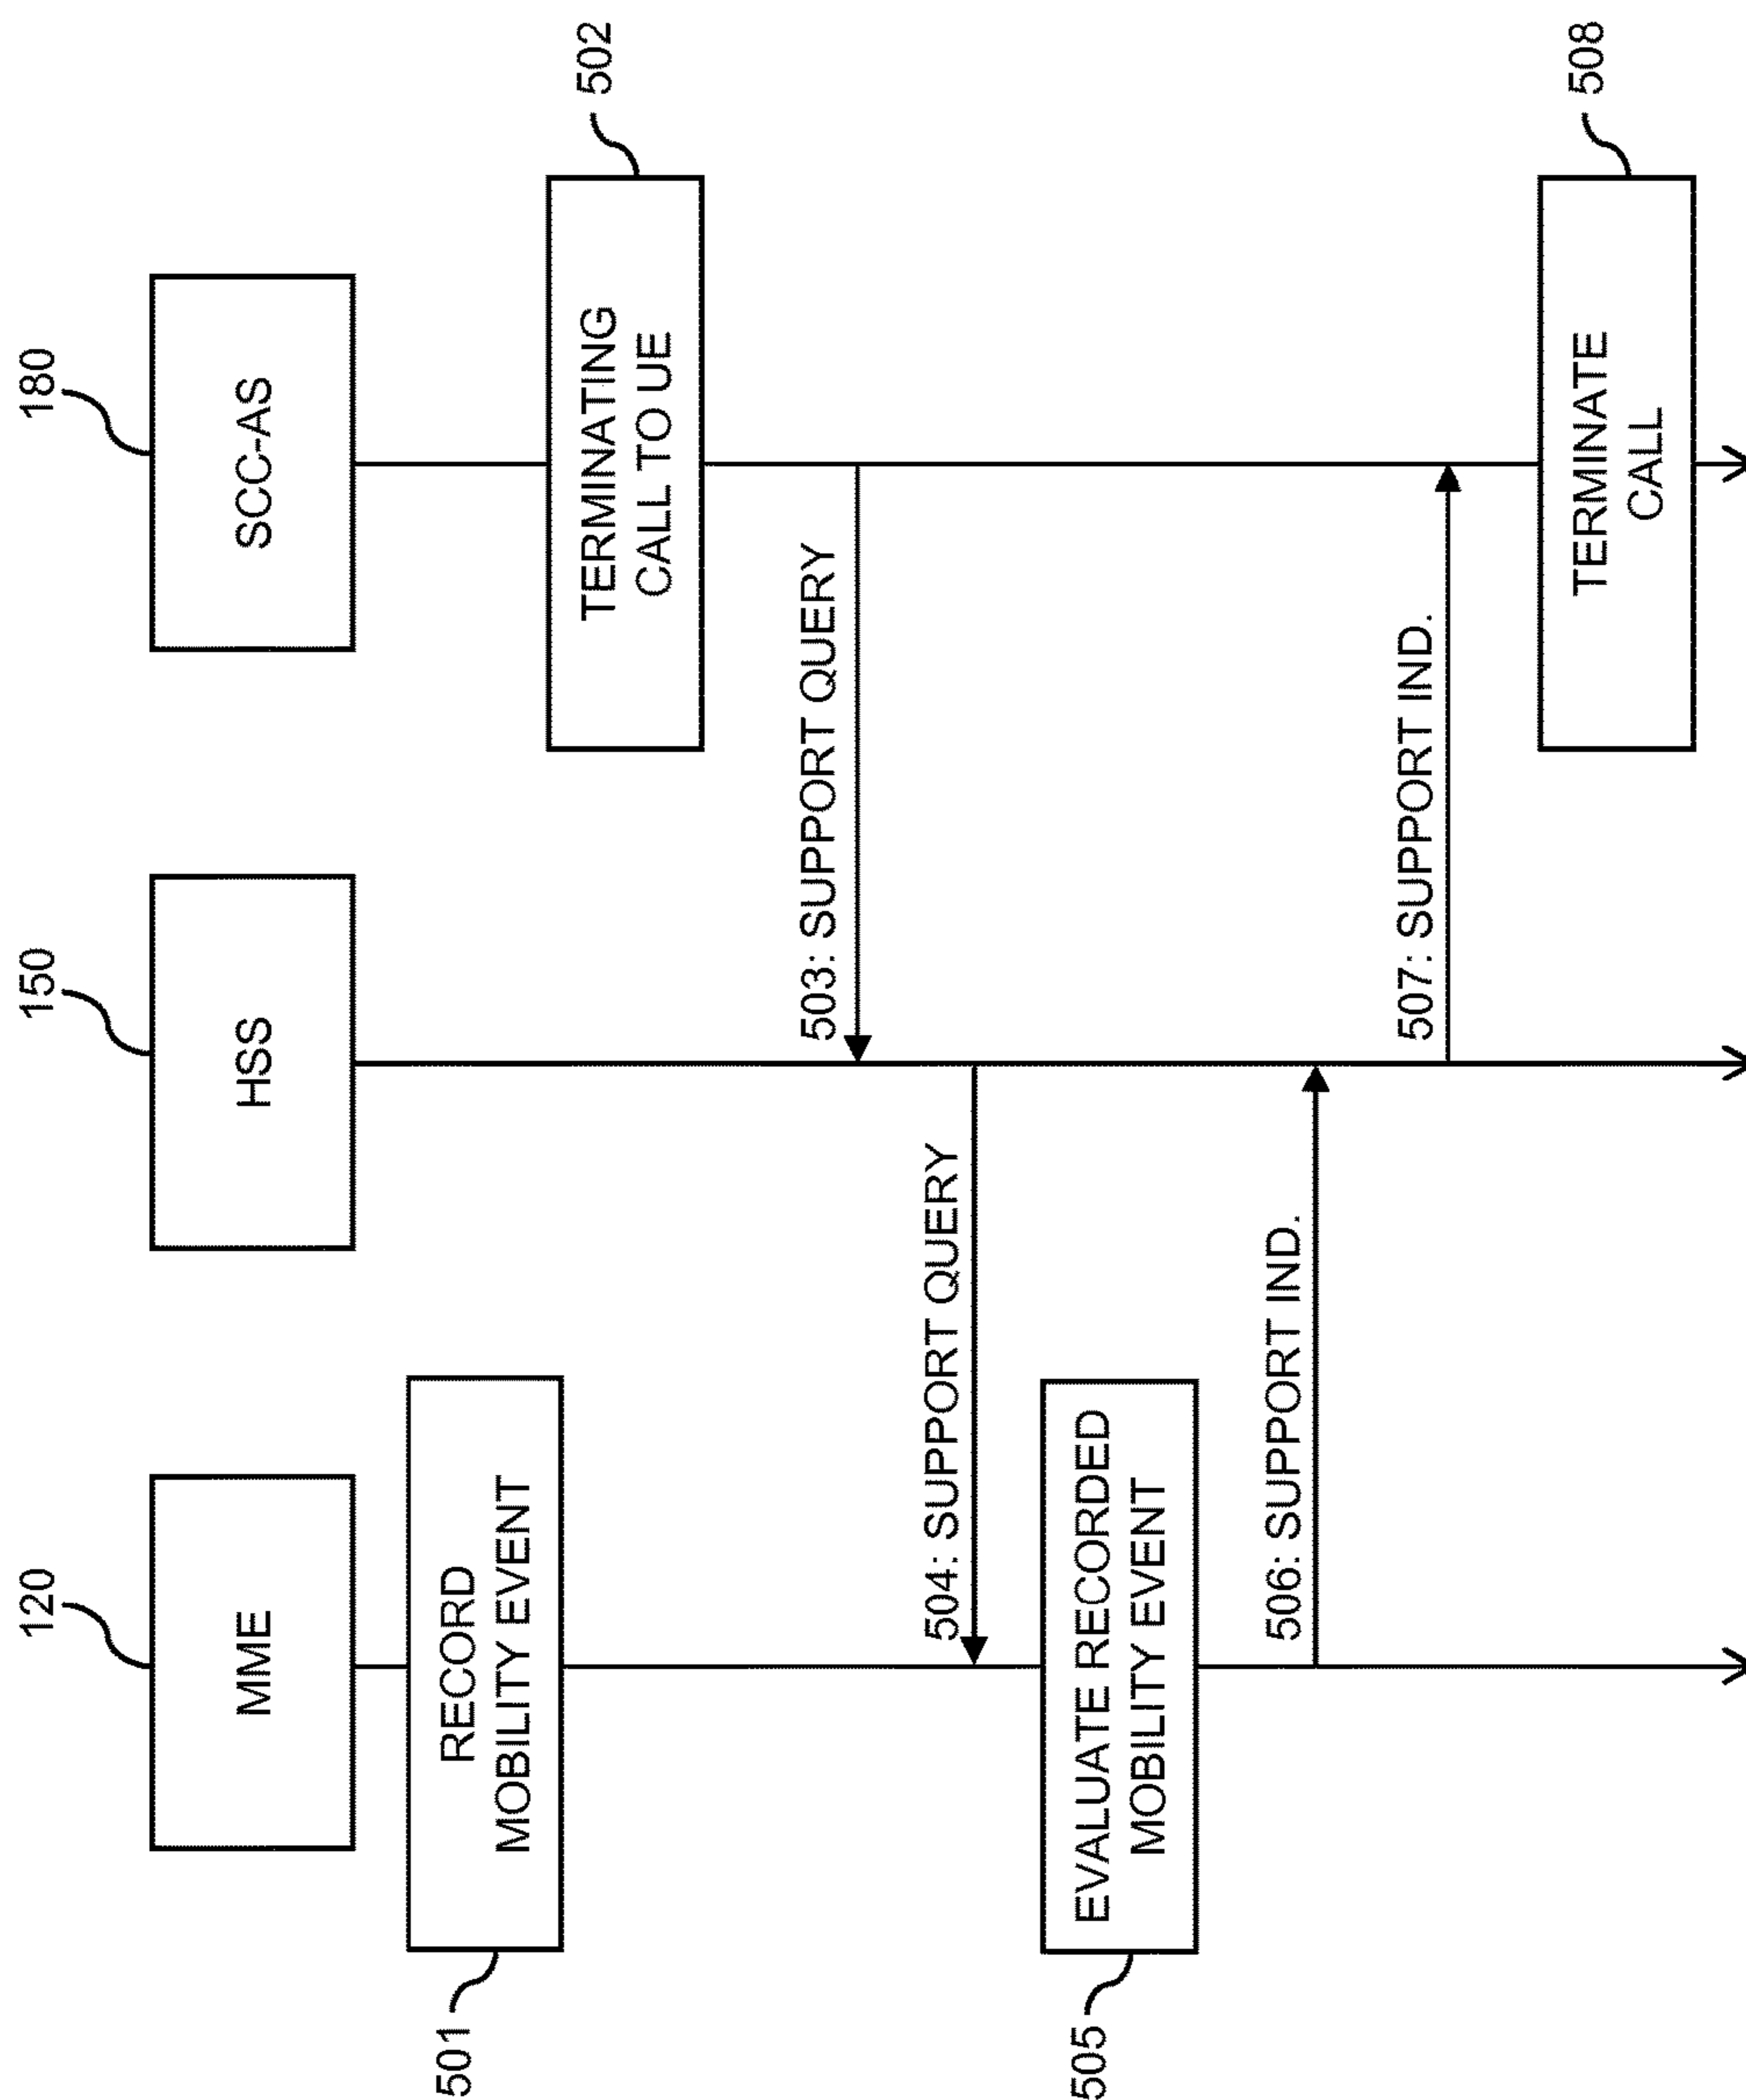 120
150
180
MME
HSS
SCC-AS
501
RECORD
MOBILITY EVENT
TERMINATING
CALL TO UE
502
503: SUPPORT QUERY
504: SUPPORT QUERY
505
EVALUATE RECORDED
MOBILITY EVENT
506: SUPPORT IND.
507: SUPPORT IND.
TERMINATE
CALL
508